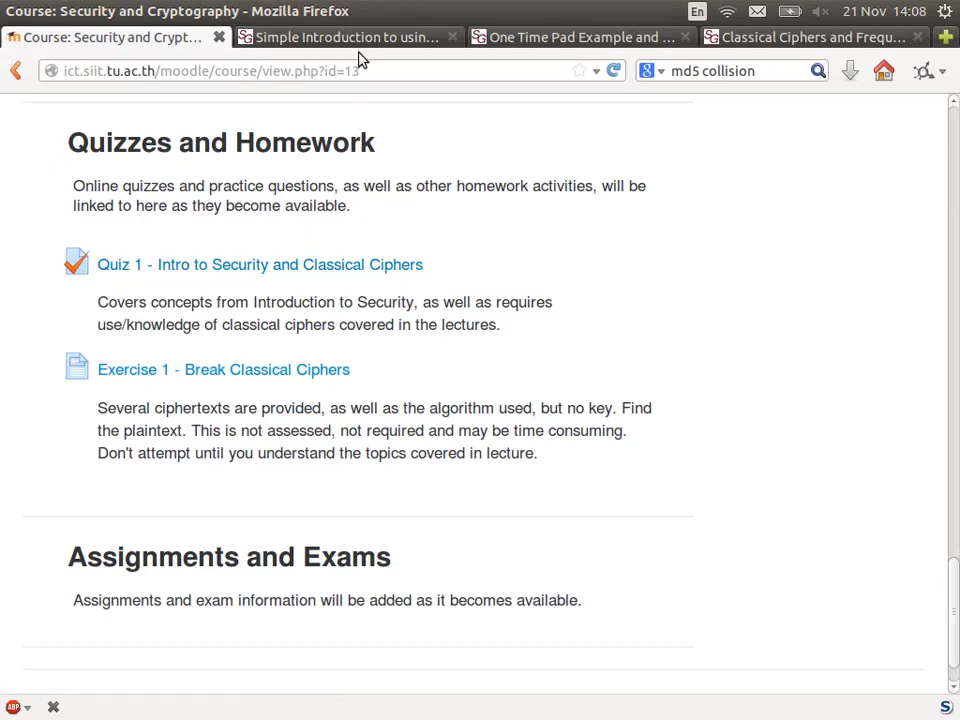 Course: Security and Cryptography - Mozilla Firefox
En
21 Nov 14:08
Course: Security and Crypt...
Simple Introduction to usin...
One Time Pad Example and ...
Classical Ciphers and Frequ...
ict.siit.tu.ac.th/moodle/course/view.php?id=13
md5 collision
Quizzes and Homework
Online quizzes and practice questions, as well as other homework activities, will be
linked to here as they become available.
Quiz 1 - Intro to Security and Classical Ciphers
Covers concepts from Introduction to Security, as well as requires
use/knowledge of classical ciphers covered in the lectures.
Exercise 1 - Break Classical Ciphers
Several ciphertexts are provided, as well as the algorithm used, but no key. Find
the plaintext. This is not assessed, not required and may be time consuming.
Don't attempt until you understand the topics covered in lecture.
Assignments and Exams
Assignments and exam information will be added as it becomes available.
ABP
S